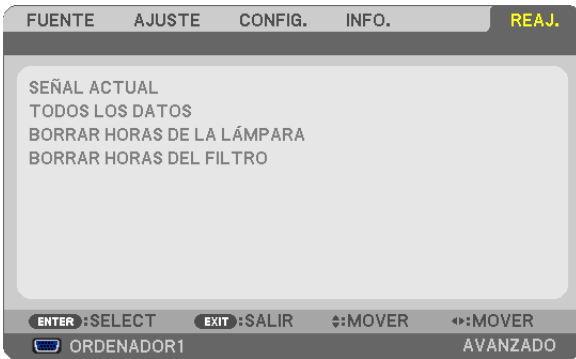 FUENTE AJUSTE CONFIG. INFO. REAJ.
SEÑAL ACTUAL
TODOS LOS DATOS
BORRAR HORAS DE LA LÁMPARA
BORRAR HORAS DEL FILTRO
ENTER :SELECT EXIT :SALIR :MOVER :MOVER
ORDENADOR1 AVANZADO